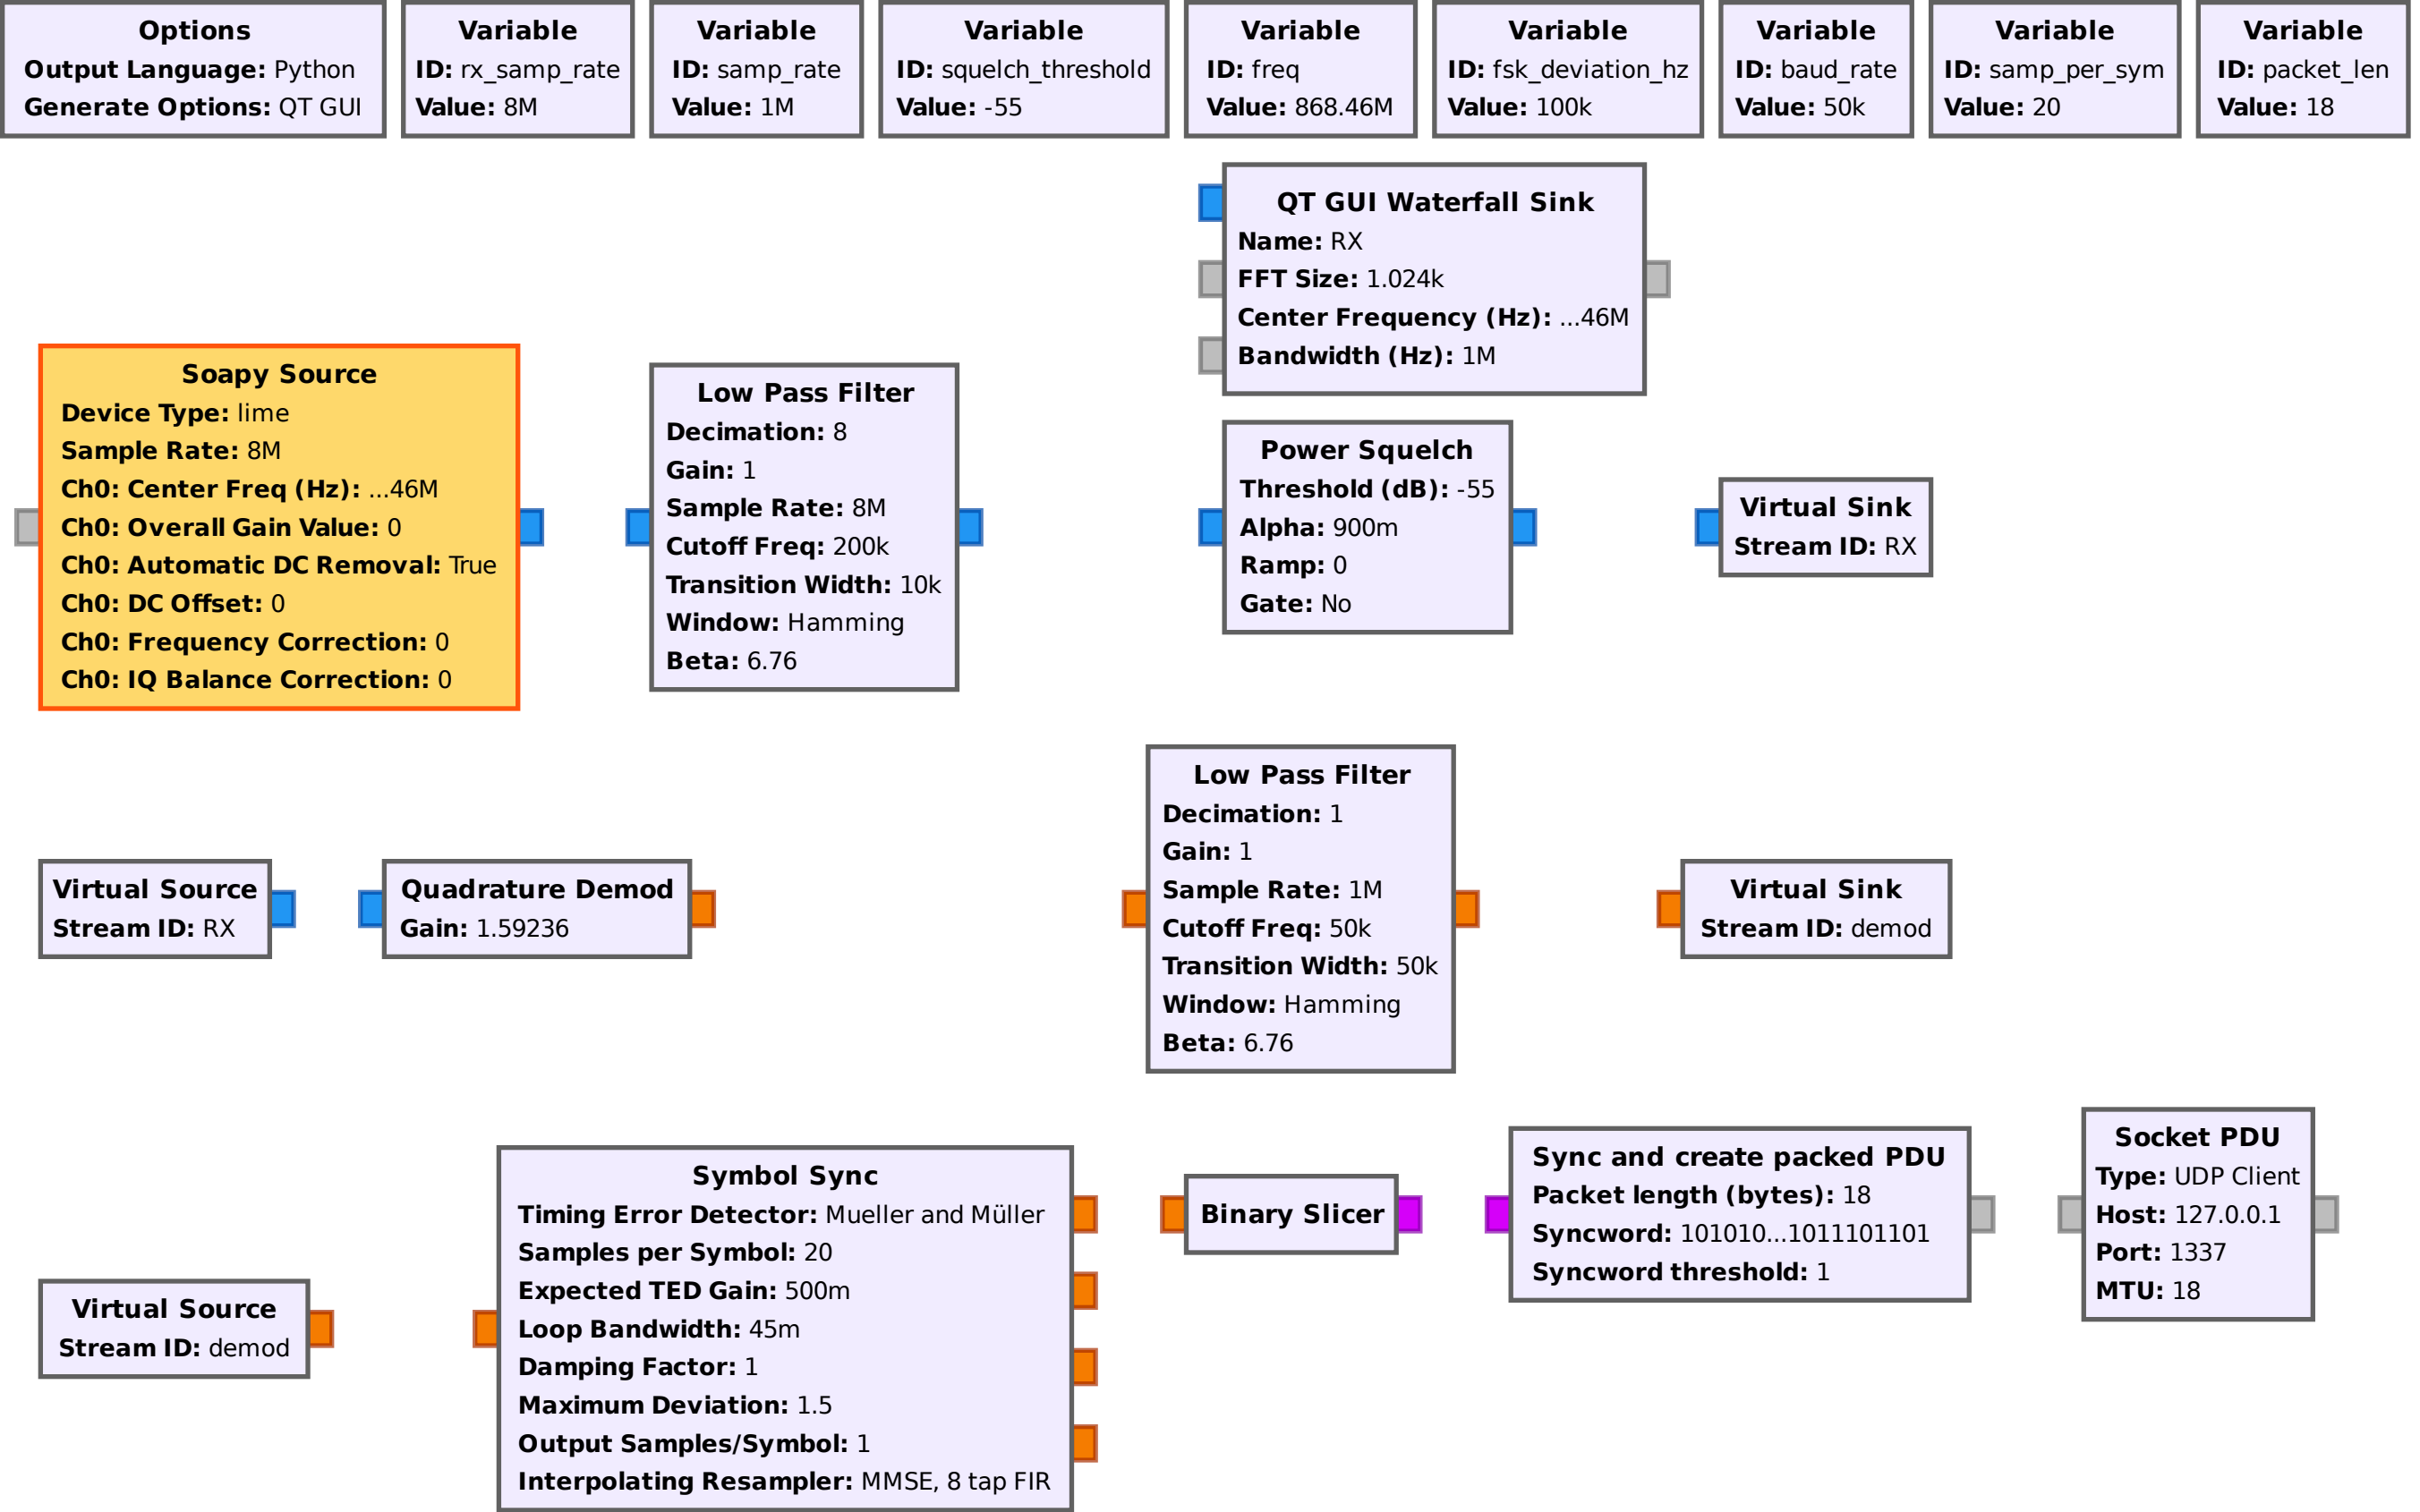 Options
Output Language: Python
Generate Options: QT GUI
Variable
ID: rx_samp_rate
Value: 8M
Variable
ID: samp_rate
Value: 1M
Variable
ID: squelch_threshold
Value: -55
Variable
ID: freq
Value: 868.46M
Variable
ID: fsk_deviation_hz
Value: 100k
Variable
ID: baud_rate
Value: 50k
Variable
ID: samp_per_sym
Value: 20
Variable
ID: packet_len
Value: 18
QT GUI Waterfall Sink
Name: RX
FFT Size: 1.024k
Center Frequency (Hz): ...46M
Bandwidth (Hz): 1M
Soapy Source
Device Type: lime
Sample Rate: 8M
Ch0: Center Freq (Hz): ...46M
Ch0: Overall Gain Value: 0
Ch0: Automatic DC Removal: True
Ch0: DC Offset: 0
Ch0: Frequency Correction: 0
Ch0: IQ Balance Correction: 0
Low Pass Filter
Decimation: 8
Gain: 1
Sample Rate: 8M
Cutoff Freq: 200k
Transition Width: 10k
Window: Hamming
Beta: 6.76
Power Squelch
Threshold (dB): -55
Alpha: 900m
Ramp: 0
Gate: No
Virtual Sink
Stream ID: RX
Virtual Source
Stream ID: RX
Quadrature Demod
Gain: 1.59236
Low Pass Filter
Decimation: 1
Gain: 1
Sample Rate: 1M
Cutoff Freq: 50k
Transition Width: 50k
Window: Hamming
Beta: 6.76
Virtual Sink
Stream ID: demod
Virtual Source
Stream ID: demod
Symbol Sync
Timing Error Detector: Mueller and Müller
Samples per Symbol: 20
Expected TED Gain: 500m
Loop Bandwidth: 45m
Damping Factor: 1
Maximum Deviation: 1.5
Output Samples/Symbol: 1
Interpolating Resampler: MMSE, 8 tap FIR
Binary Slicer
Sync and create packed PDU
Packet length (bytes): 18
Syncword: 101010...1011101101
Syncword threshold: 1
Socket PDU
Type: UDP Client
Host: 127.0.0.1
Port: 1337
MTU: 18